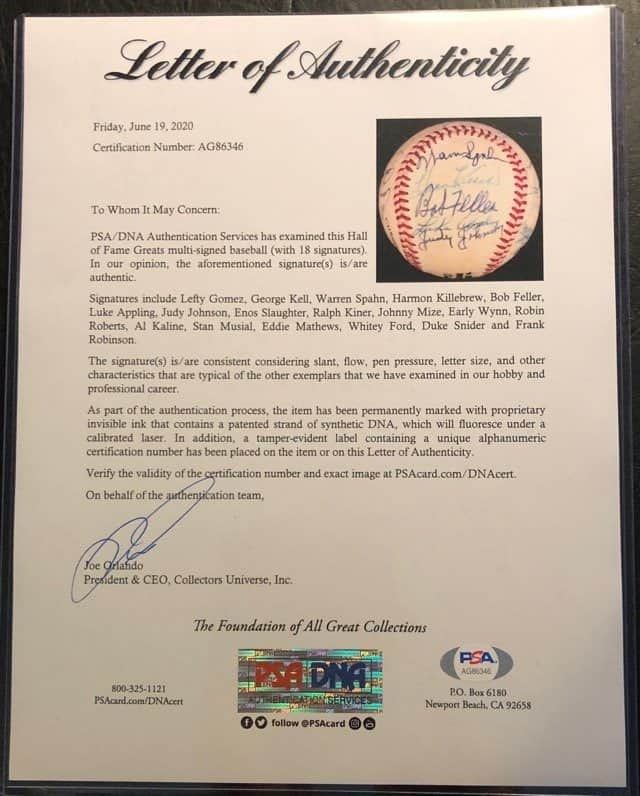 Letter of Authenticity
Friday, June 19, 2020
Certification Number: AG86346
Warren Spahn
Bob Feller
Judy Johnson
To Whom It May Concern:
PSA/DNA Authentication Services has examined this Hall
of Fame Greats multi-signed baseball (with 18 signatures).
In our opinion, the aforementioned signature(s) is/are
authentic.
Signatures include Lefty Gomez, George Kell, Warren Spahn, Harmon Killebrew, Bob Feller,
Luke Appling, Judy Johnson, Enos Slaughter, Ralph Kiner, Johnny Mize, Early Wynn, Robin
Roberts, Al Kaline, Stan Musial, Eddie Mathews, Whitey Ford, Duke Snider and Frank
Robinson.
The signature(s) is/are consistent considering slant, flow, pen pressure, letter size, and other
characteristics that are typical of the other exemplars that we have examined in our hobby and
professional career.
As part of the authentication process, the item has been permanently marked with proprietary
invisible ink that contains a patented strand of synthetic DNA, which will fluoresce under a
calibrated laser. In addition, a tamper-evident label containing a unique alphanumeric
certification number has been placed on the item or on this Letter of Authenticity.
Verify the validity of the certification number and exact image at PSAcard.com/DNAcert.
On behalf of the authentication team,
Joe Orlando
President & CEO, Collectors Universe, Inc.
The Foundation of All Great Collections
PSA DNA
AUTHENTICATION SERVICES
PSA
AG86346
800-325-1121
PSAcard.com/DNAcert
P.O. Box 6180
Newport Beach, CA 92658
follow @PSAcard